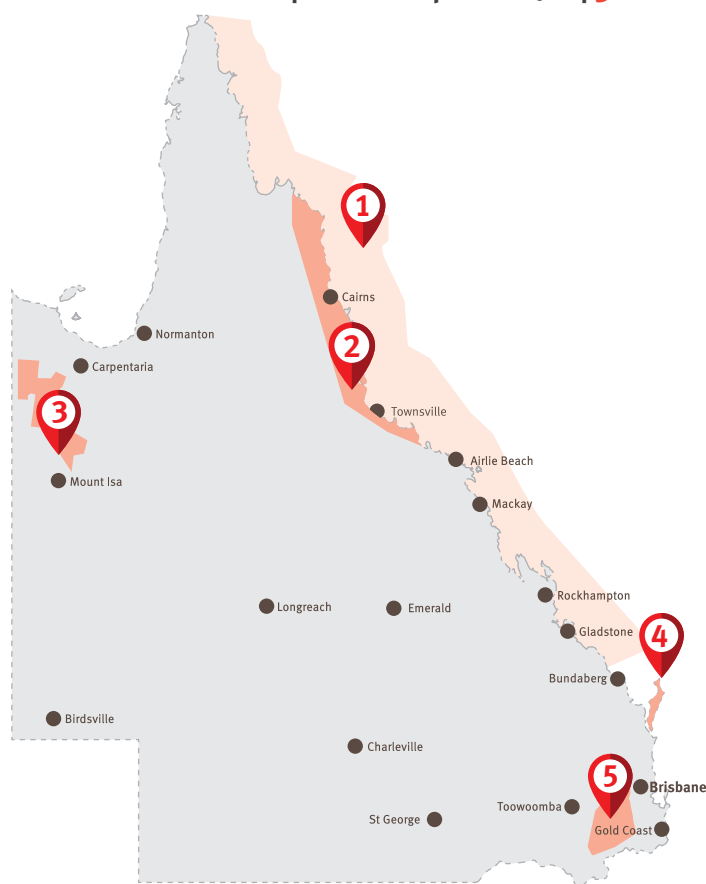 1
Cairns
Normanton
2
Carpentaria
3
Townsville
Airlie Beach
Mount Isa
Mackay
Rockhampton
Longreach
Emerald
Gladstone
4
Bundaberg
Birdsville
Charleville
5
Brisbane
Toowoomba
St George
Gold Coast